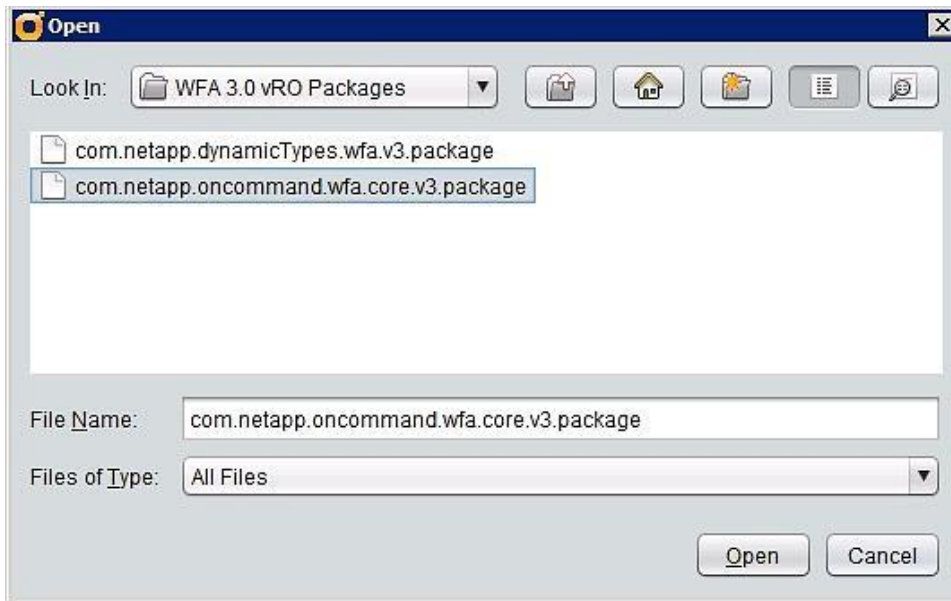 Open
Look In: WFA 3.0 vRO Packages
com.netapp.dynamicTypes.wfa.v3.package
com.netapp.oncommand.wfa.core.v3.package
File Name: com.netapp.oncommand.wfa.core.v3.package
Files of Type: All Files
Open Cancel